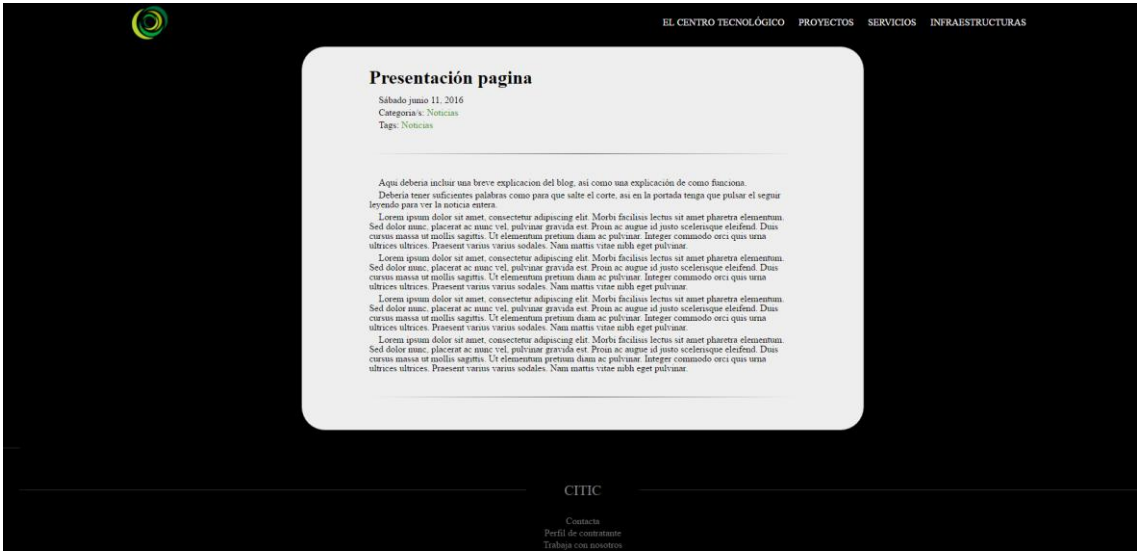 EL CENTRO TECNOLÓGICO PROYECTOS SERVICIOS INFRAESTRUCTURAS
Presentación pagina
Sábado junio 11, 2016
Categoria/s: Noticias
Tags: Noticias
Aqui deberia incluir una breve explicacion del blog, asi como una explicación de como funciona.
Deberia tener suficientes palabras como para que salte el corte, asi en la portada tenga que pulsar el seguir
leyendo para ver la noticia entera.
Lorem ipsum dolor sit amet, consectetur adipiscing elit. Morbi facilisis lectus sit amet pharetra elementum.
Sed dolor nunc, placerat ac nunc vel, pulvinar gravida est. Proin ac augue id justo scelerisque eleifend. Duis
cursus massa ut mollis sagittis. Ut elementum pretium diam ac pulvinar. Integer commodo orci quis urna
ultrices ultrices. Praesent varius varius sodales. Nam mattis vitae nibh eget pulvinar.
Lorem ipsum dolor sit amet, consectetur adipiscing elit. Morbi facilisis lectus sit amet pharetra elementum.
Sed dolor nunc, placerat ac nunc vel, pulvinar gravida est. Proin ac augue id justo scelerisque eleifend. Duis
cursus massa ut mollis sagittis. Ut elementum pretium diam ac pulvinar. Integer commodo orci quis urna
ultrices ultrices. Praesent varius varius sodales. Nam mattis vitae nibh eget pulvinar.
Lorem ipsum dolor sit amet, consectetur adipiscing elit. Morbi facilisis lectus sit amet pharetra elementum.
Sed dolor nunc, placerat ac nunc vel, pulvinar gravida est. Proin ac augue id justo scelerisque eleifend. Duis
cursus massa ut mollis sagittis. Ut elementum pretium diam ac pulvinar. Integer commodo orci quis urna
ultrices ultrices. Praesent varius varius sodales. Nam mattis vitae nibh eget pulvinar.
Lorem ipsum dolor sit amet, consectetur adipiscing elit. Morbi facilisis lectus sit amet pharetra elementum.
Sed dolor nunc, placerat ac nunc vel, pulvinar gravida est. Proin ac augue id justo scelerisque eleifend. Duis
cursus massa ut mollis sagittis. Ut elementum pretium diam ac pulvinar. Integer commodo orci quis urna
ultrices ultrices. Praesent varius varius sodales. Nam mattis vitae nibh eget pulvinar.
CITIC
Contacta
Perfil de contratante
Trabaja con nosotros